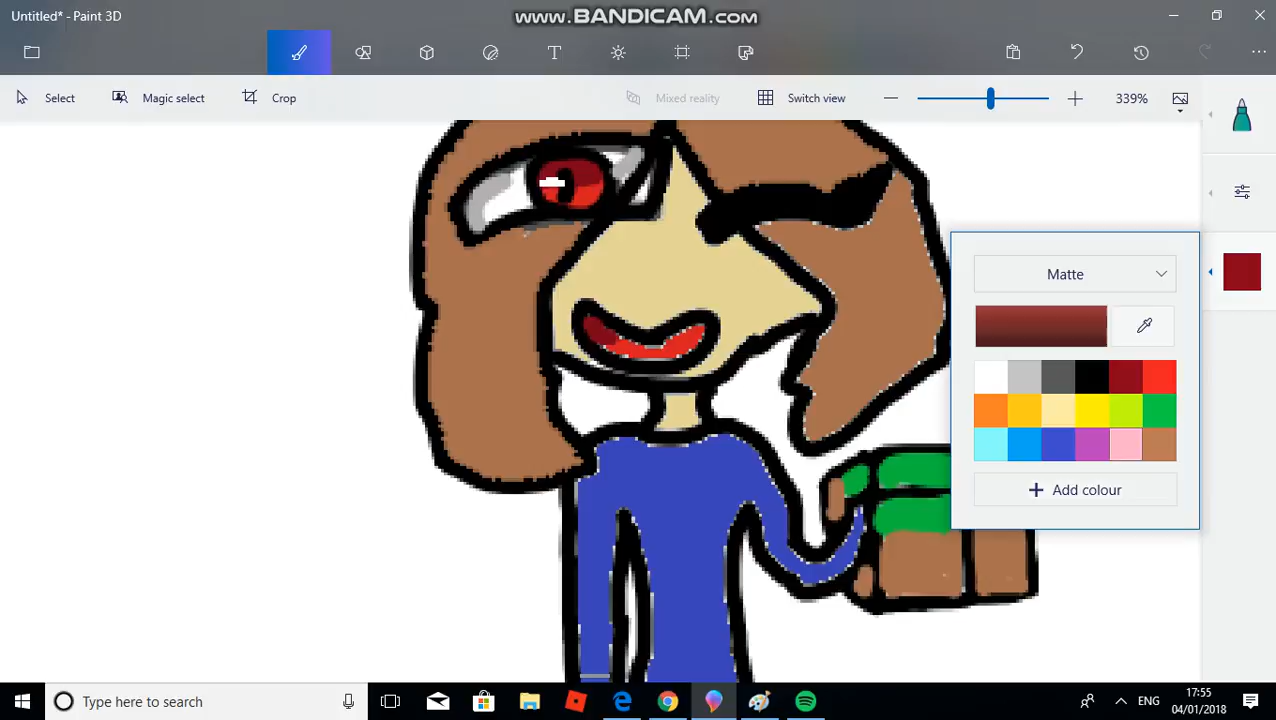 Untitled* - Paint 3D
www.BANDICAM.com
Select
Magic select
Crop
Mixed reality
Switch view
339%
Matte
Add colour
Type here to search
ENG
17:55
04/01/2018